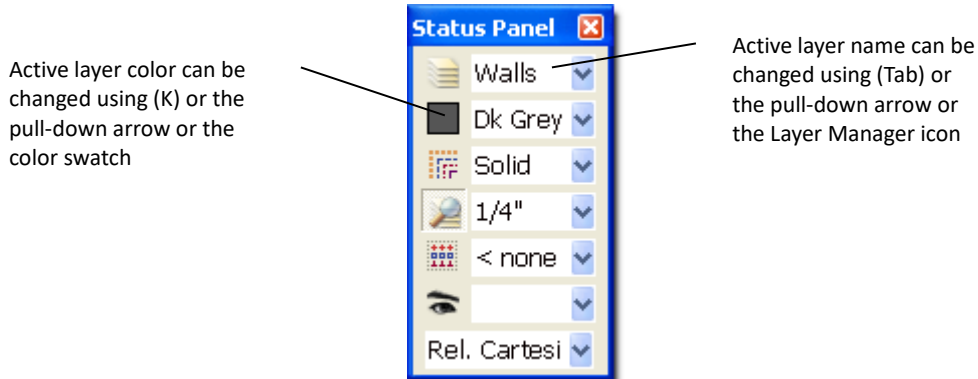 Active layer color can be
changed using (K) or the
pull-down arrow or the
color swatch
Status Panel
Walls
Dk Grey
Solid
1/4"
< none
Rel. Cartesi
Active layer name can be
changed using (Tab) or
the pull-down arrow or
the Layer Manager icon